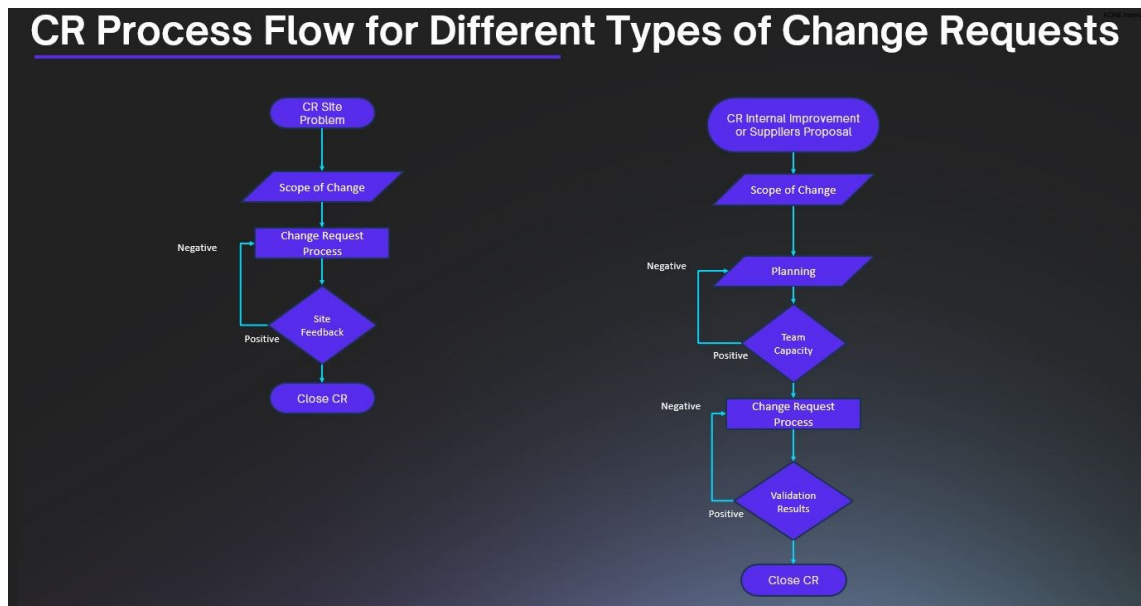 CR Process Flow for Different Types of Change Requests
CR Site
Problem
Scope of Change
Change Request
Process
Negative
Site
Feedback
Positive
Close CR
CR Internal Improvement
or Suppliers Proposal
Scope of Change
Negative
Planning
Team
Capacity
Positive
Negative
Change Request
Process
Validation
Results
Positive
Close CR